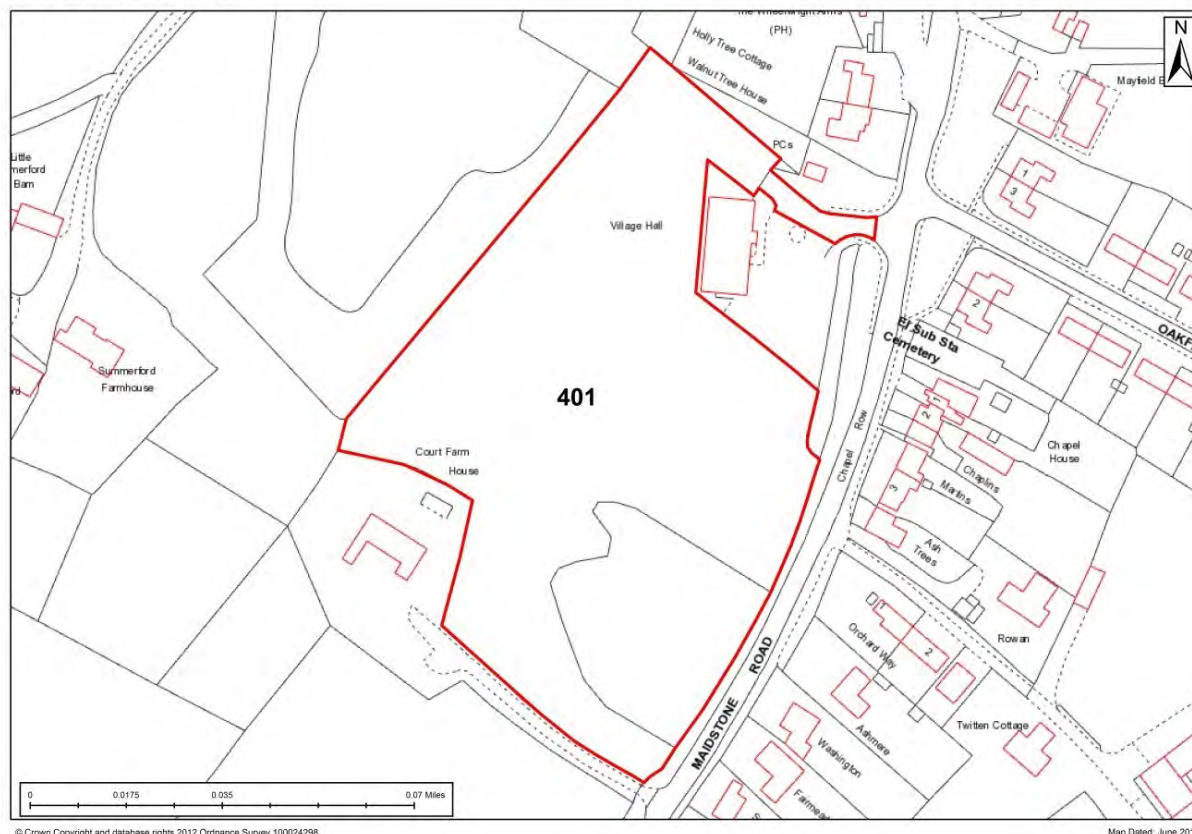 (PH)
N
Holly Tree Cottage
Walnut Tree House
Mayfield
PCs
Little
Barn
1
3
Village Hall
2
El Sub Sta
Cemetery
1
Summerford
Farmhouse
401
1
2
Chapel Row
Chapel
House
Court Farm
House
3
Chaplins
Martins
Ash
Trees
Rowan
1
Orchard Way
2
MAIDSTONE ROAD
Twitten Cottage
Ashmere
Washington
0
0.0175
0.035
0.07 Miles
© Crown Copyright and database rights 2012 Ordnance Survey 100024298
Map Dated: June